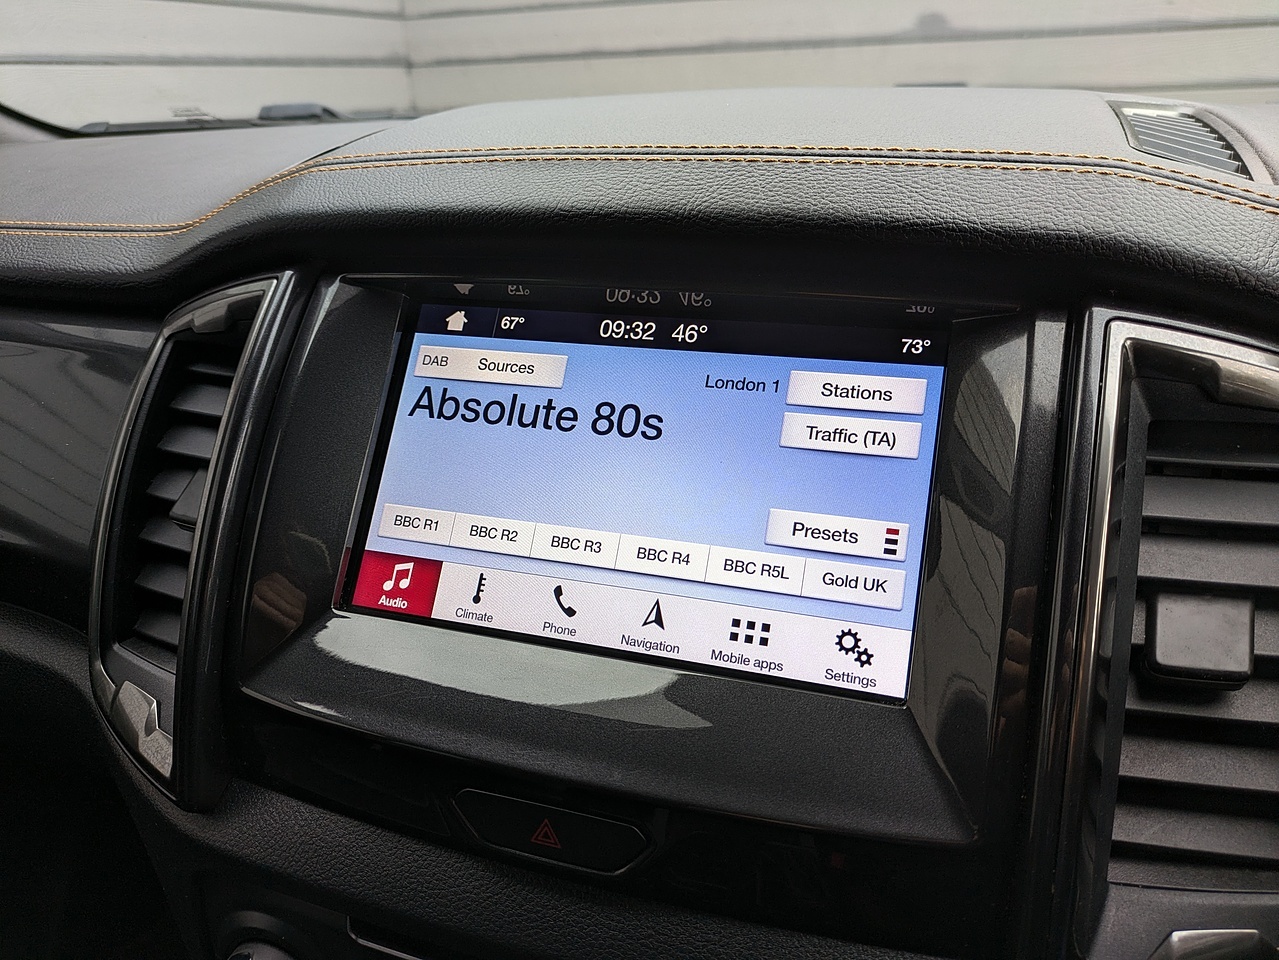 67° 09:32 46° 73°
DAB Sources
London 1 Stations
Absolute 80s
Traffic (TA)
Presets
BBC R1 BBC R2 BBC R3 BBC R4 BBC R5L Gold UK
Audio Climate Phone Navigation Mobile apps Settings